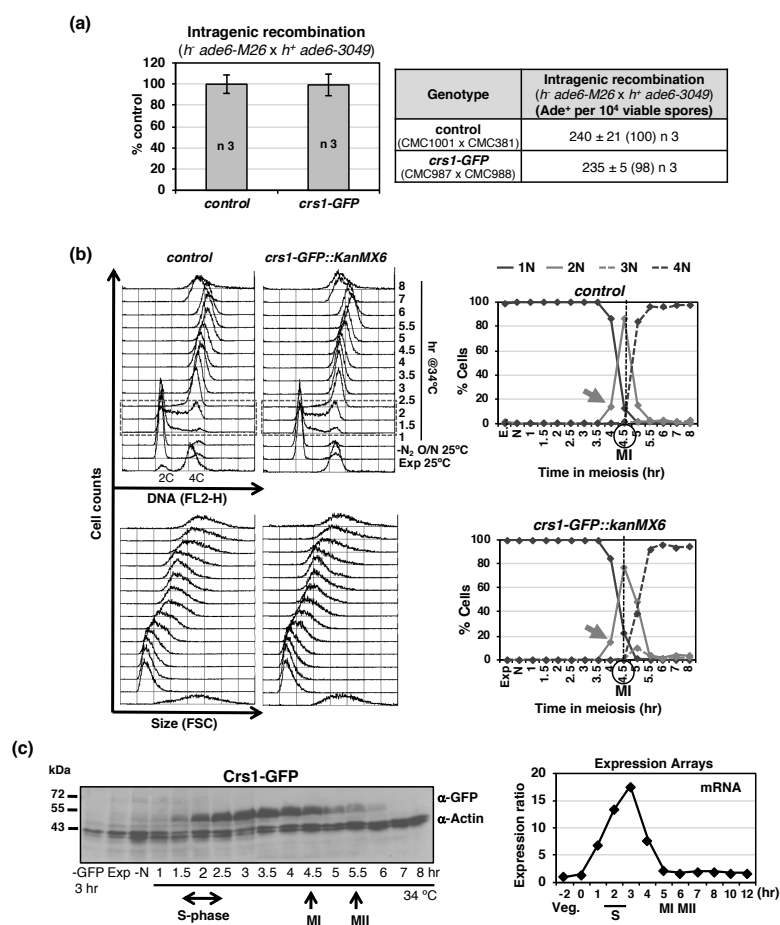 (a)
Intragenic recombination
(h- ade6-M26 x h+ ade6-3049)
% control
120
100
80
60
40
20
0
n 3
n 3
control
crs1-GFP
Genotype
Intragenic recombination
(h- ade6-M26 x h+ ade6-3049)
(Ade+ per 10⁴ viable spores)
control
(CMC1001 x CMC381)
240 ± 21 (100) n 3
crs1-GFP
(CMC987 x CMC988)
235 ± 5 (98) n 3
(b)
control
crs1-GFP::KanMX6
8
7
6
5.5
5
4.5
4
3.5
3
2.5
2
1.5
1
-N₂ O/N 25ºC
Exp 25ºC
hr @34ºC
2C
4C
DNA (FL2-H)
Cell counts
Size (FSC)
1N 2N 3N 4N
control
% Cells
100
75
50
25
0
E.
N
1
1.5
2
2.5
3
3.5
4
4.5
5
5.5
6
7
8
MI
Time in meiosis (hr)
crs1-GFP::kanMX6
% Cells
100
80
60
40
20
0
Exp
N
1
1.5
2
2.5
3
3.5
4
4.5
5
5.5
6
7
8
MI
Time in meiosis (hr)
(c)
kDa
Crs1-GFP
72
55
43
α-GFP
α-Actin
-GFP Exp -N 1 1.5 2 2.5 3 3.5 4 4.5 5 5.5 6 7 8 hr
3 hr
34 ºC
S-phase
MI
MII
Expression Arrays
mRNA
Expression ratio
20
15
10
5
0
-2 0 1 2 3 4 5 6 7 8 10 12 (hr)
Veg.
S
MI MII